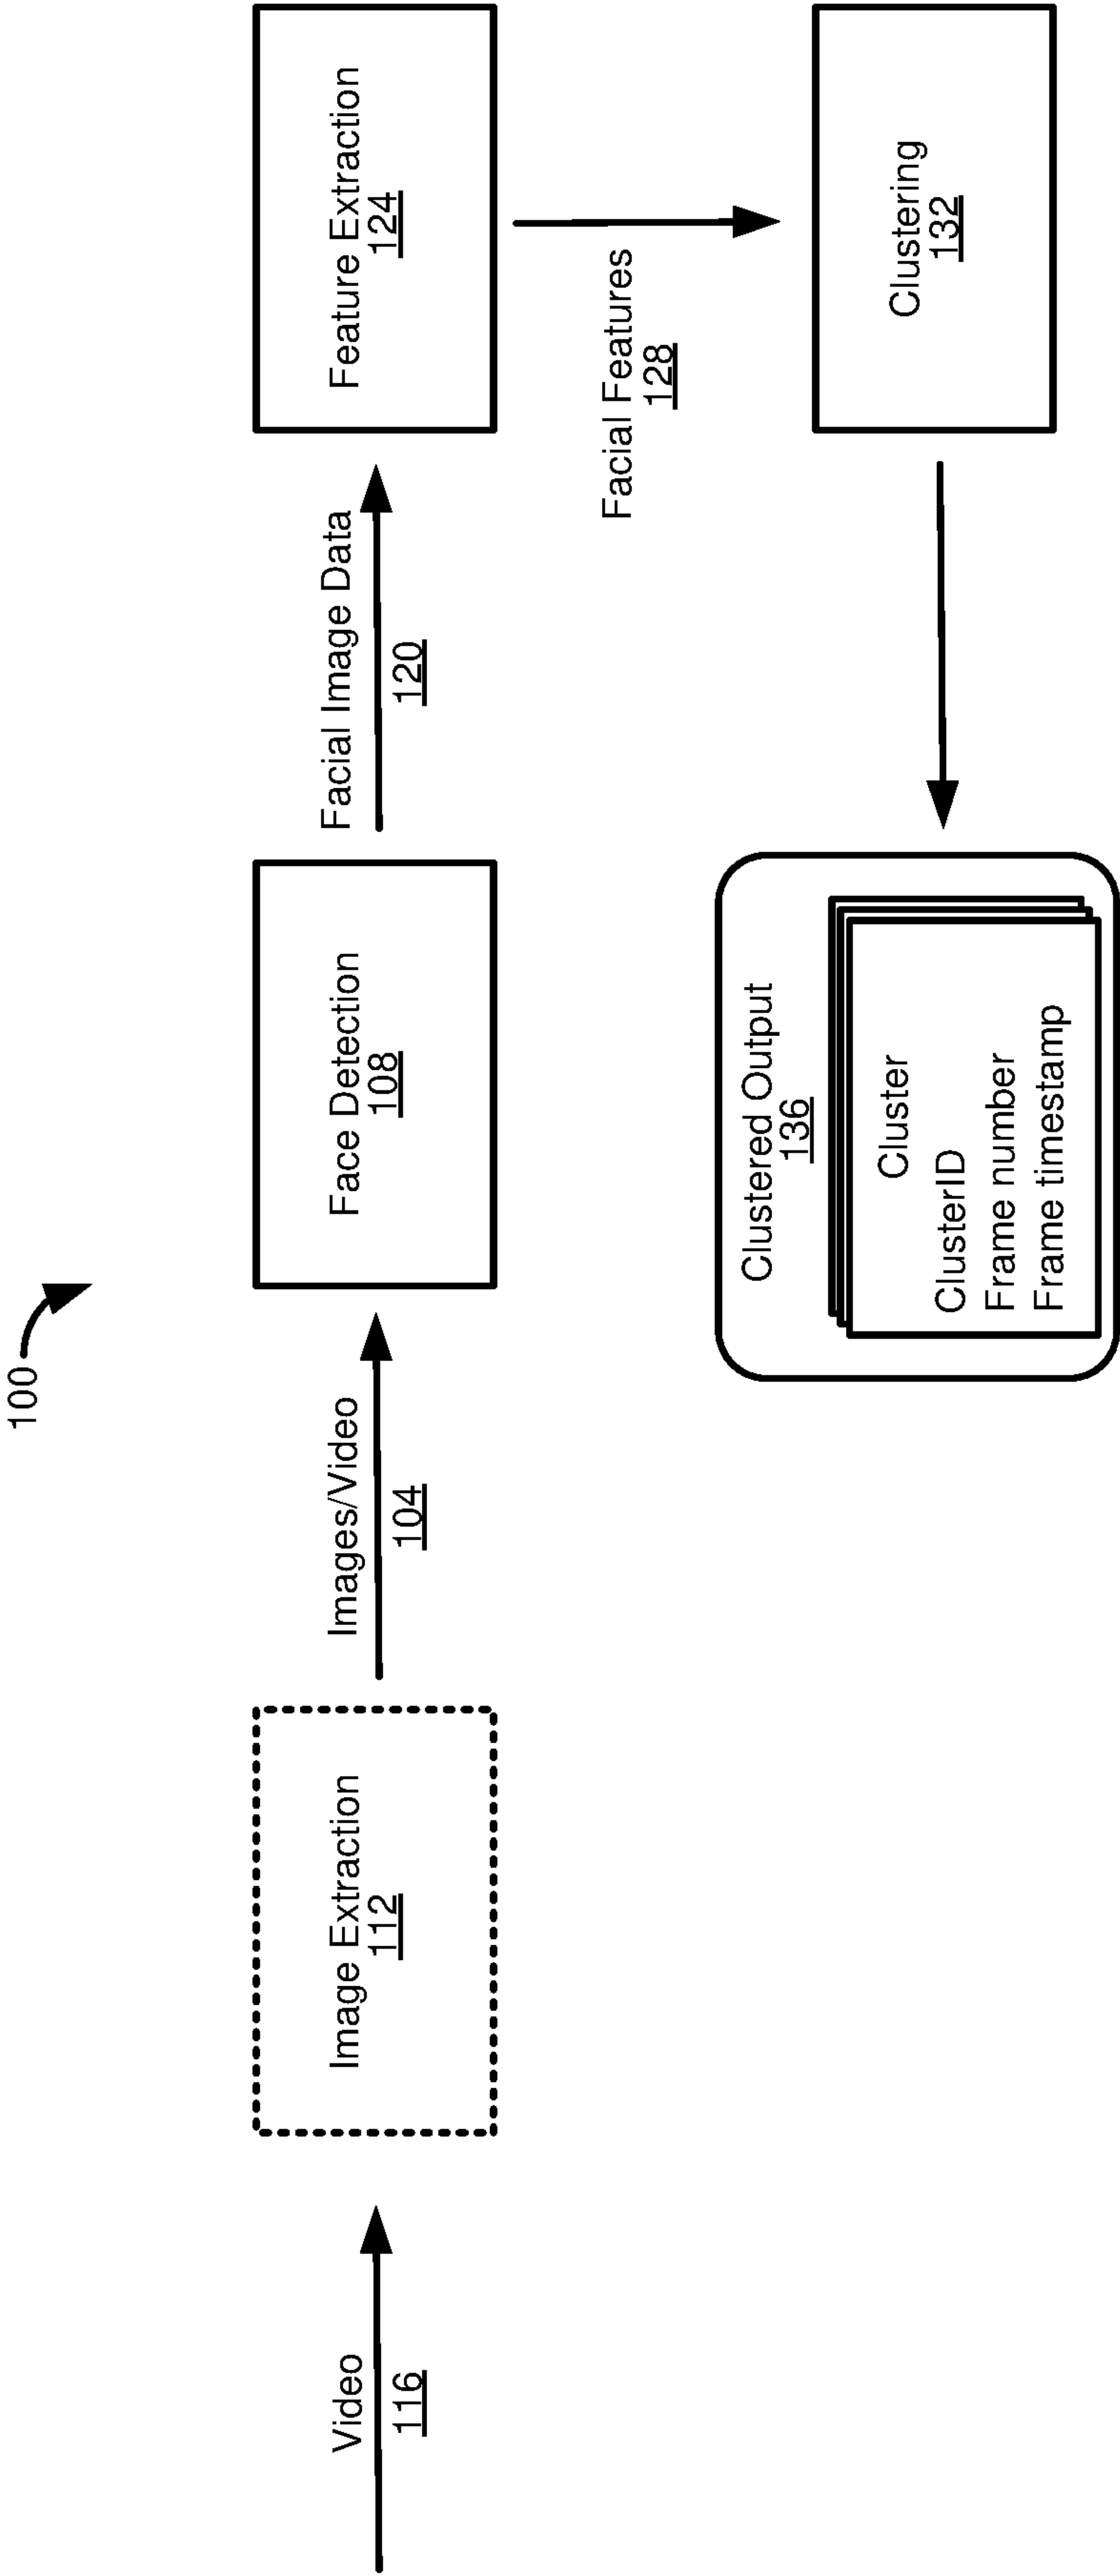 100
Video
116
Image Extraction
112
Images/Video
104
Face Detection
108
Facial Image Data
120
Feature Extraction
124
Facial Features
128
Clustering
132
Clustered Output
136
Cluster
ClusterID
Frame number
Frame timestamp